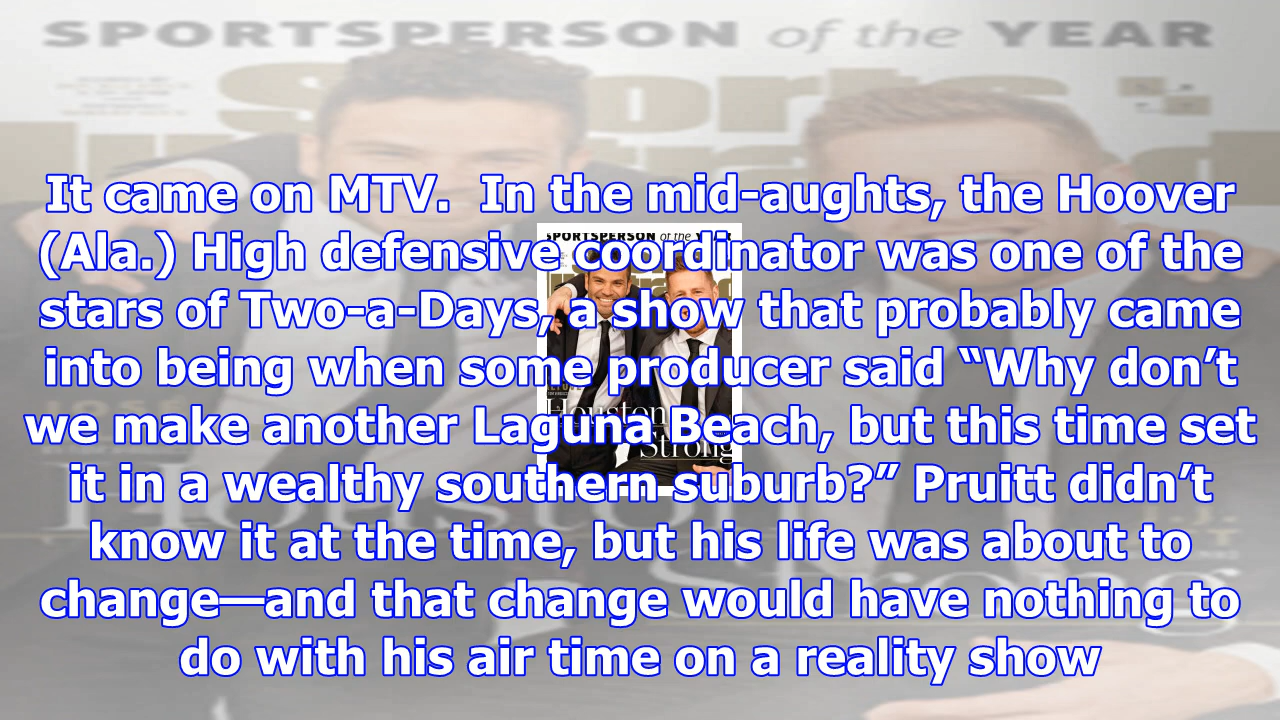 SPORTSPERSON of the YEAR
It came on MTV.  In the mid-aughts, the Hoover
(Ala.) High defensive coordinator was one of the
stars of Two-a-Days, a show that probably came
into being when some producer said “Why don’t
we make another Laguna Beach, but this time set
it in a wealthy southern suburb?” Pruitt didn’t
know it at the time, but his life was about to
change—and that change would have nothing to
do with his air time on a reality show
SPORTSPERSON of the
Houston
Strong